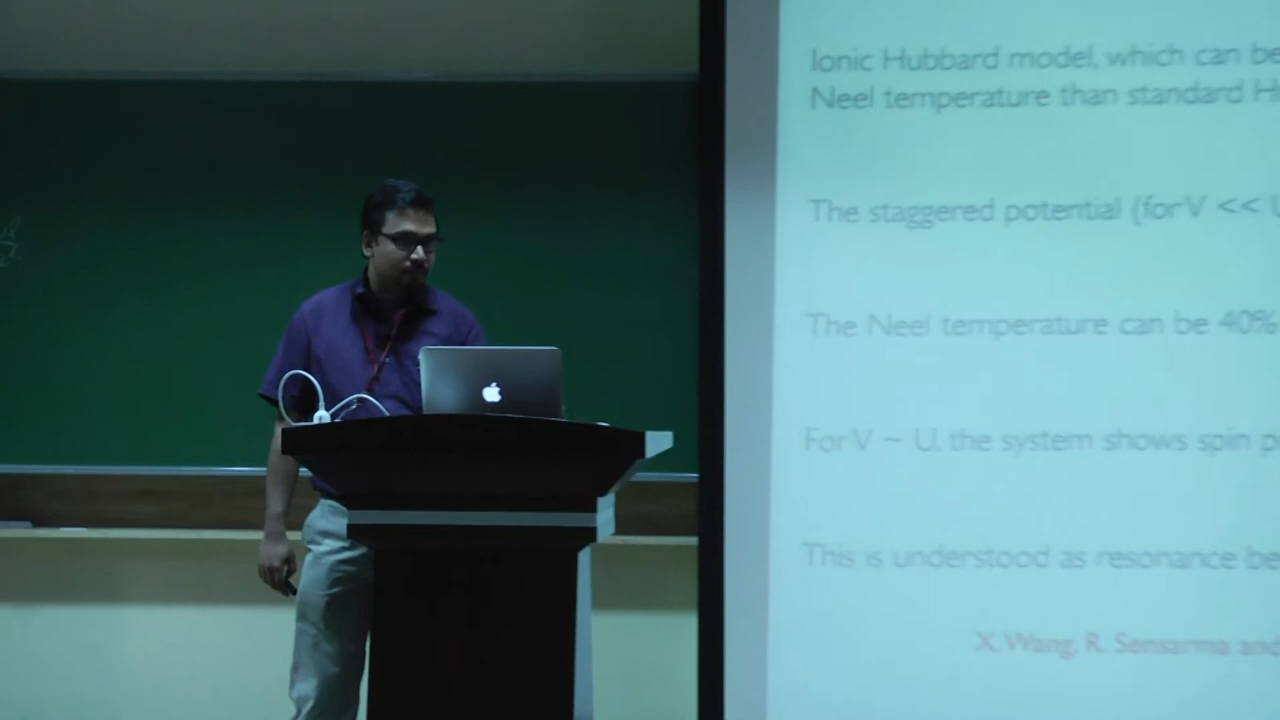 Ionic Hubbard model, which can be
Neel temperature than standard H
The staggered potential (for V << U
The Neel temperature can be 40%
For V ~ U, the system shows spin p
This is understood as resonance be
X. Wang, R. Sensarma and